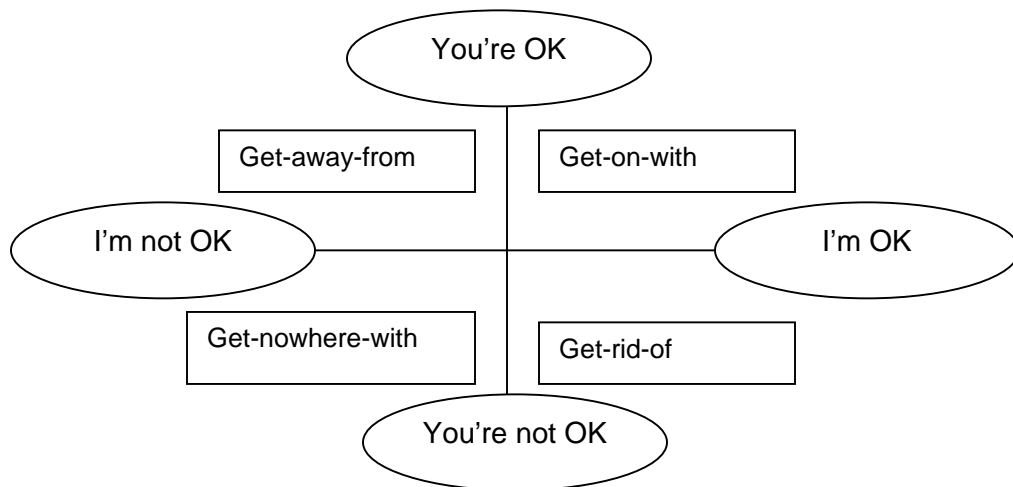 You’re OK
Get-away-from
Get-on-with
I’m not OK
I’m OK
Get-nowhere-with
Get-rid-of
You’re not OK